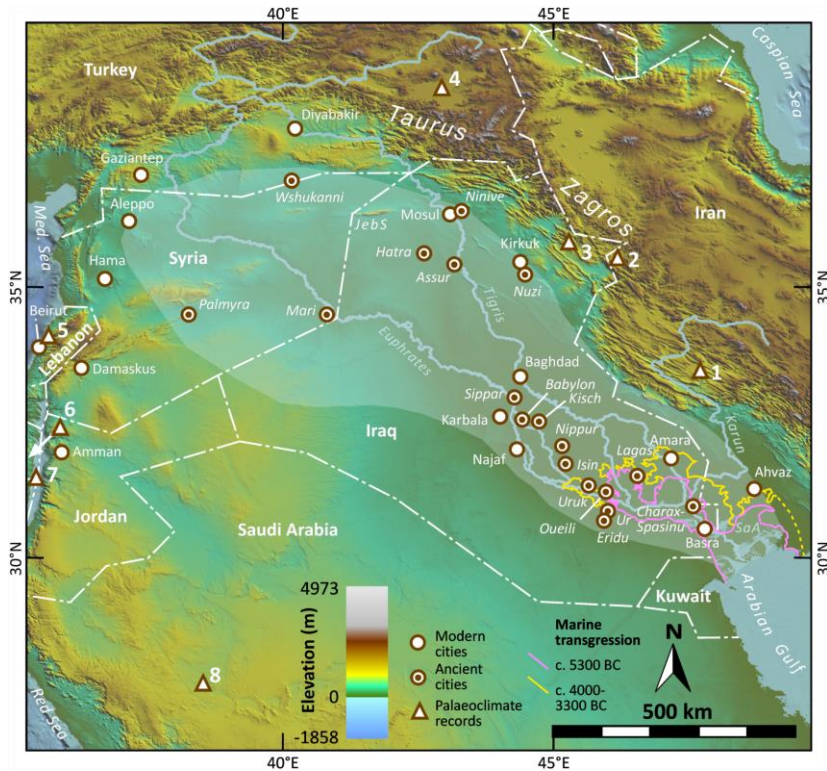 40°E
45°E
Turkey
Caspian Sea
4
Diyabakir
Taurus
Gaziantep
Wshukanni
Zagros
Iran
Aleppo
Mosul
Ninive
JebS
Med. Sea
Hama
Syria
Hatra
Kirkuk
3
2
Assur
Nuzi
35°N
35°N
Beirut
Palmyra
Mari
Tigris
5
Lebanon
Euphrates
1
Damaskus
Baghdad
Sippar
Babylon
Kisch
Karun
6
Karbala
Iraq
Nippur
Amara
Amman
Najaf
Isin
Lagas
Ahvaz
7
Uruk
Charax-
Spasinu
SaA
Jordan
Saudi Arabia
Oueili
Ur
Eridu
Basra
30°N
30°N
Kuwait
Arabian Gulf
4973
Elevation (m)
0
-1858
Modern
cities
Ancient
cities
Palaeoclimate
records
Marine
transgression
c. 5300 BC
c. 4000-
3300 BC
N
500 km
8
Red Sea
40°E
45°E